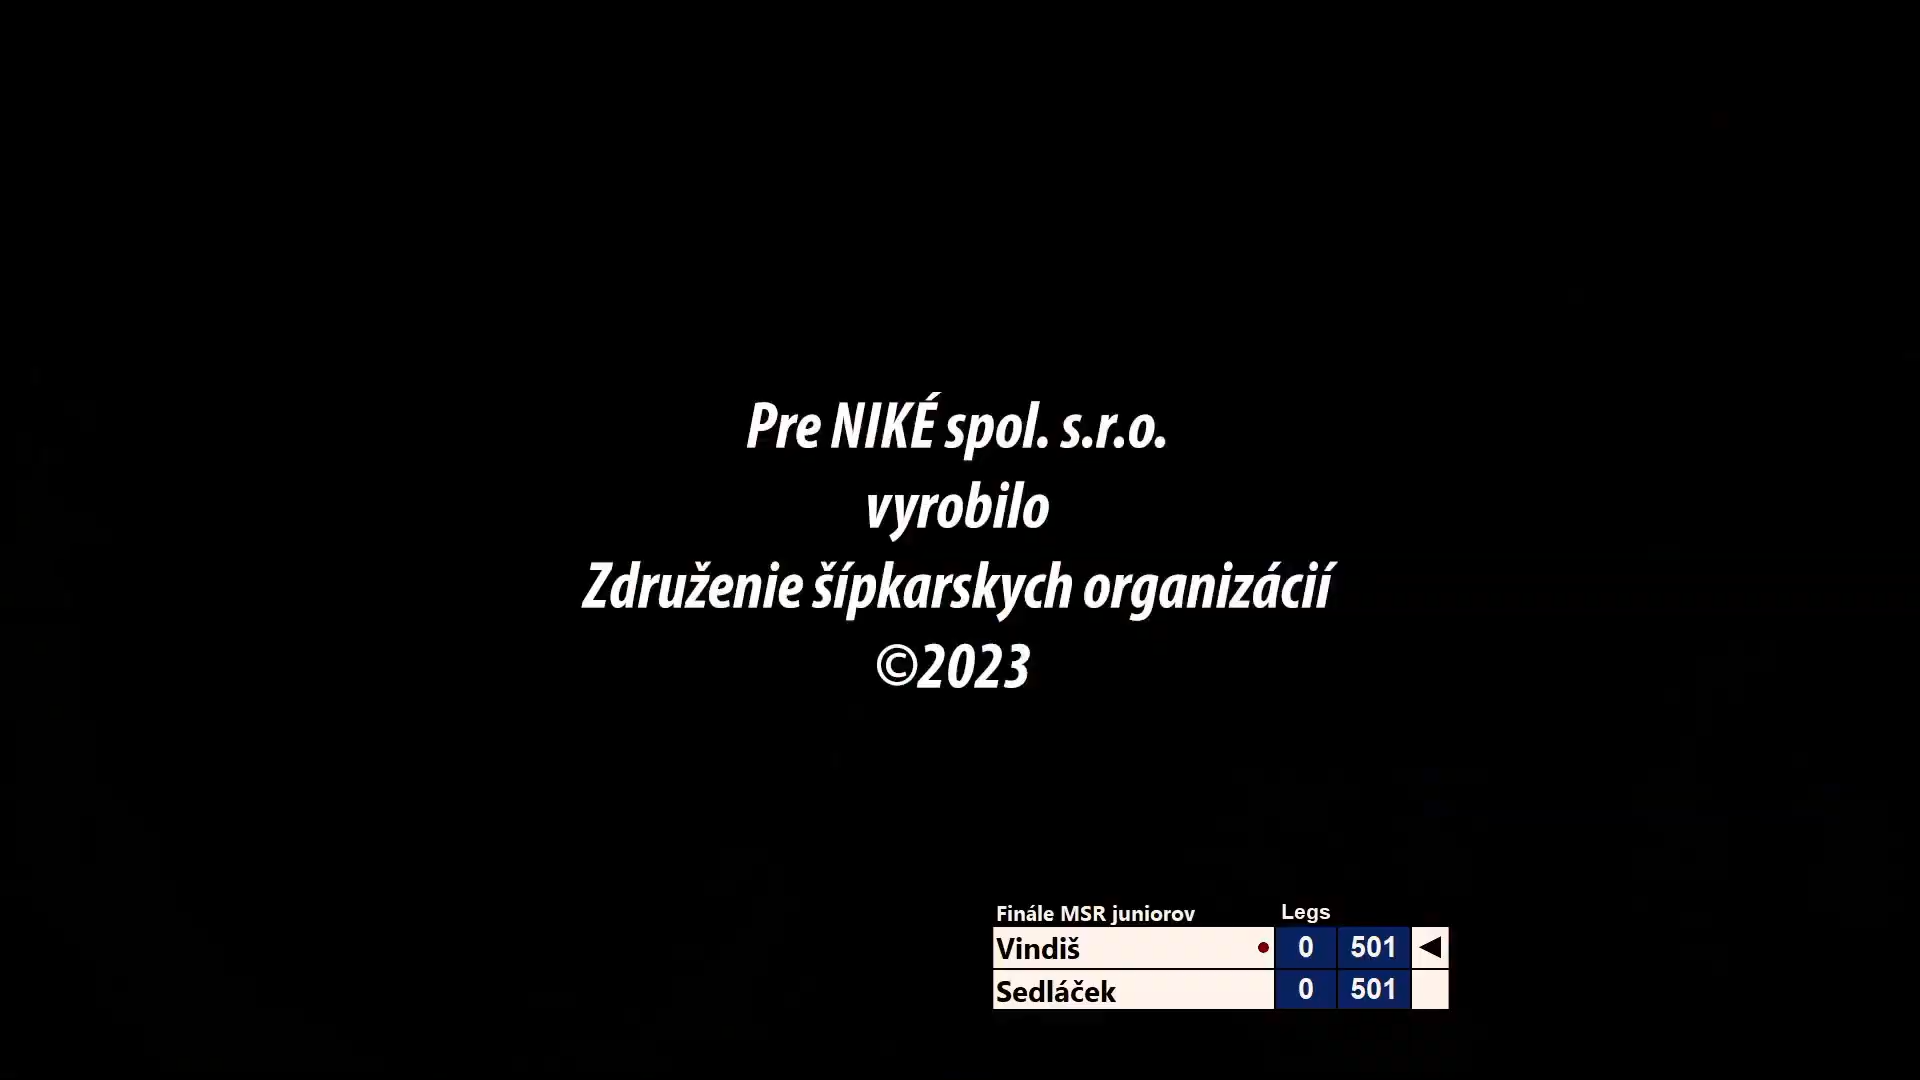 Pre NIKÉ spol. s.r.o.
vyrobilo
Združenie šípkarskych organizácií
©2023
Finále MSR juniorov Legs
Vindiš 0 501
Sedláček 0 501